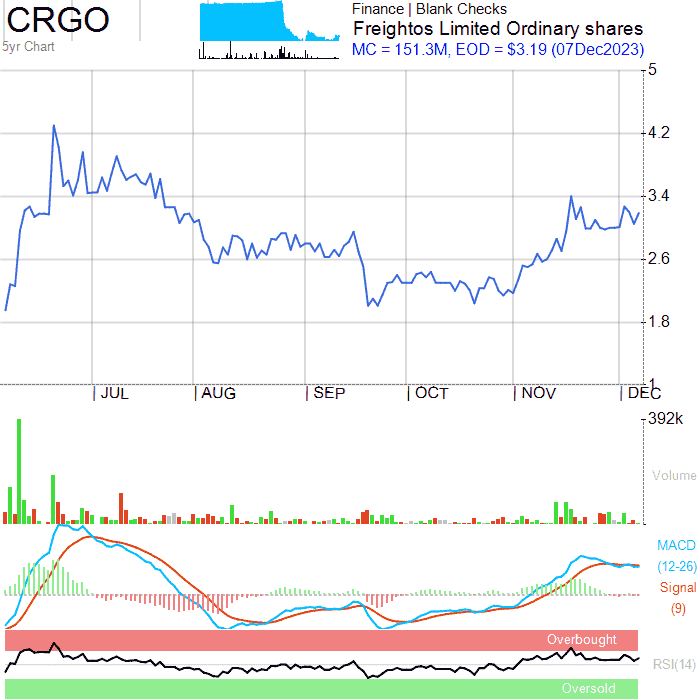 CRGO
5yr Chart
Finance | Blank Checks
Freightos Limited Ordinary shares
MC = 151.3M, EOD = $3.19 (07Dec2023)
5
4.2
3.4
2.6
1.8
1
JUL AUG SEP OCT NOV DEC
392k
Volume
MACD
(12-26)
Signal
(9)
Overbought
RSI(14)
Oversold